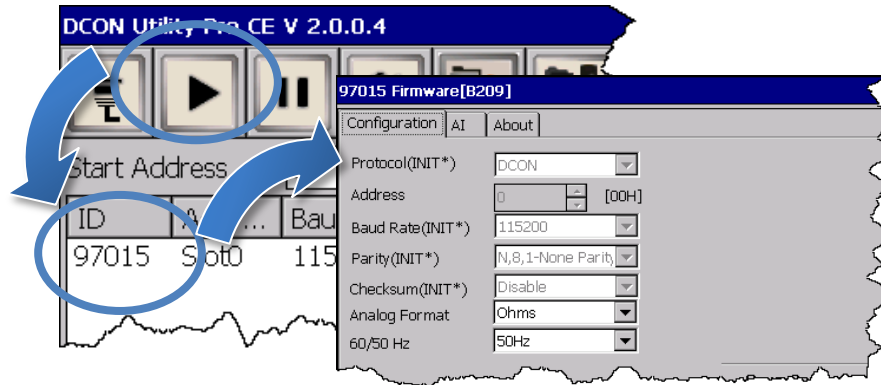 DCON Utility Pro CE V 2.0.0.4
Start Address
ID A... Bau
97015 Slot0 115
97015 Firmware[B209]
Configuration AI About
Protocol(INIT*) DCON
Address 0 [00H]
Baud Rate(INIT*) 115200
Parity(INIT*) N,8,1-None Parity
Checksum(INIT*) Disable
Analog Format Ohms
60/50 Hz 50Hz